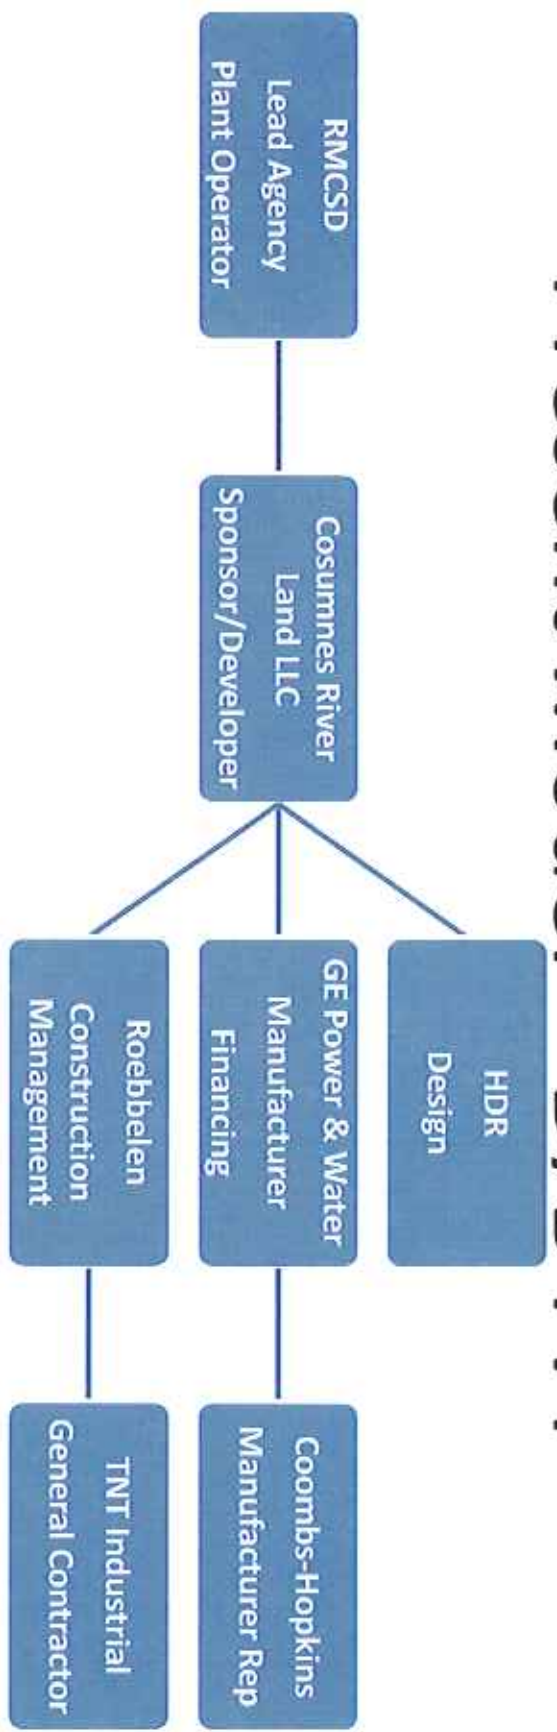 RMCSD
Lead Agency
Plant Operator
Cosumnes River
Land LLC
Sponsor/Developer
HDR
Design
GE Power & Water
Manufacturer
Financing
Roebbelen
Construction
Management
Coombs-Hopkins
Manufacturer Rep
TNT Industrial
General Contractor